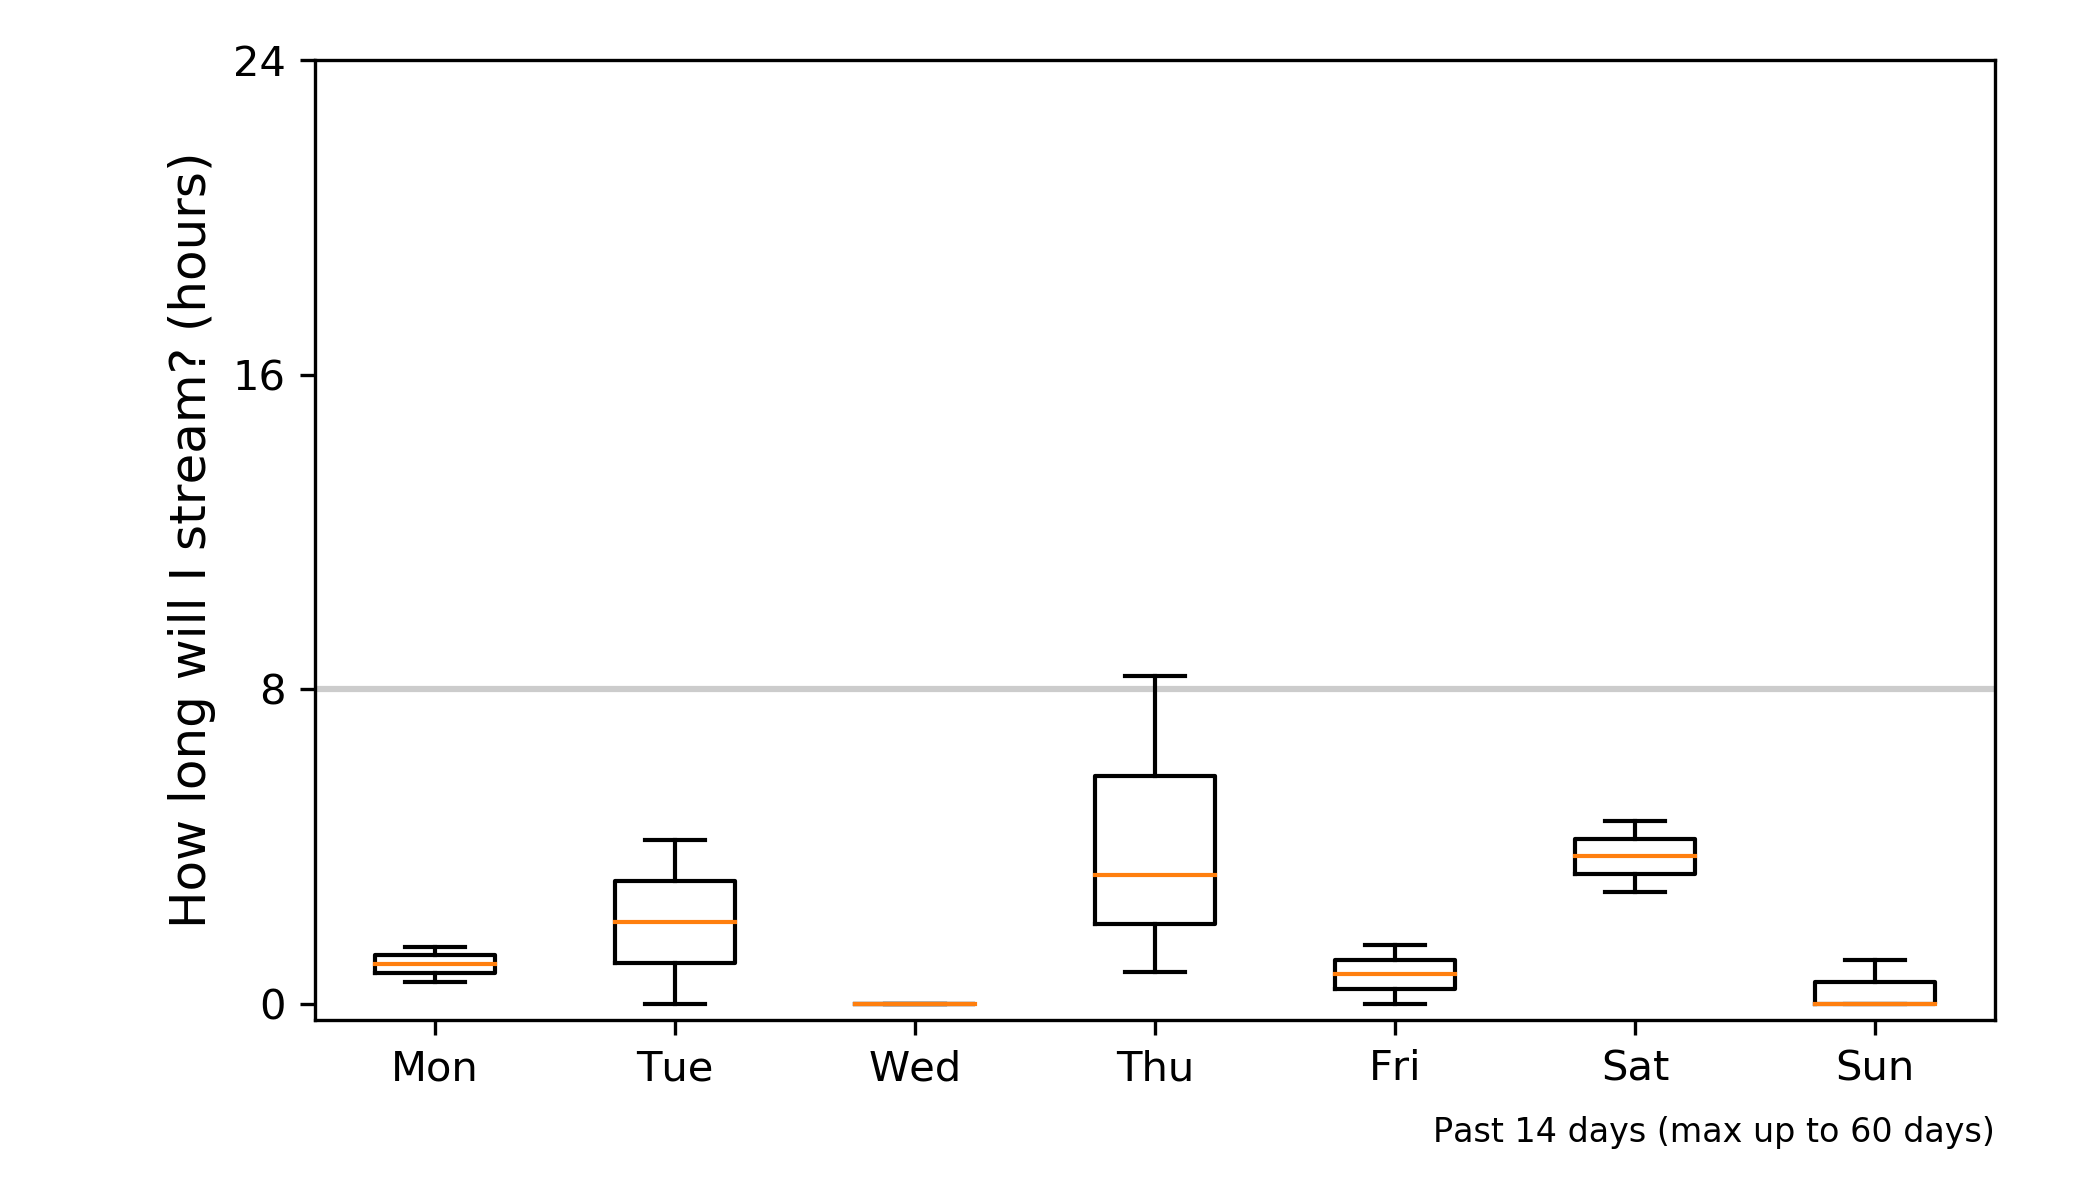 How long will I stream? (hours)
24
16
8
0
Mon Tue Wed Thu Fri Sat Sun
Past 14 days (max up to 60 days)